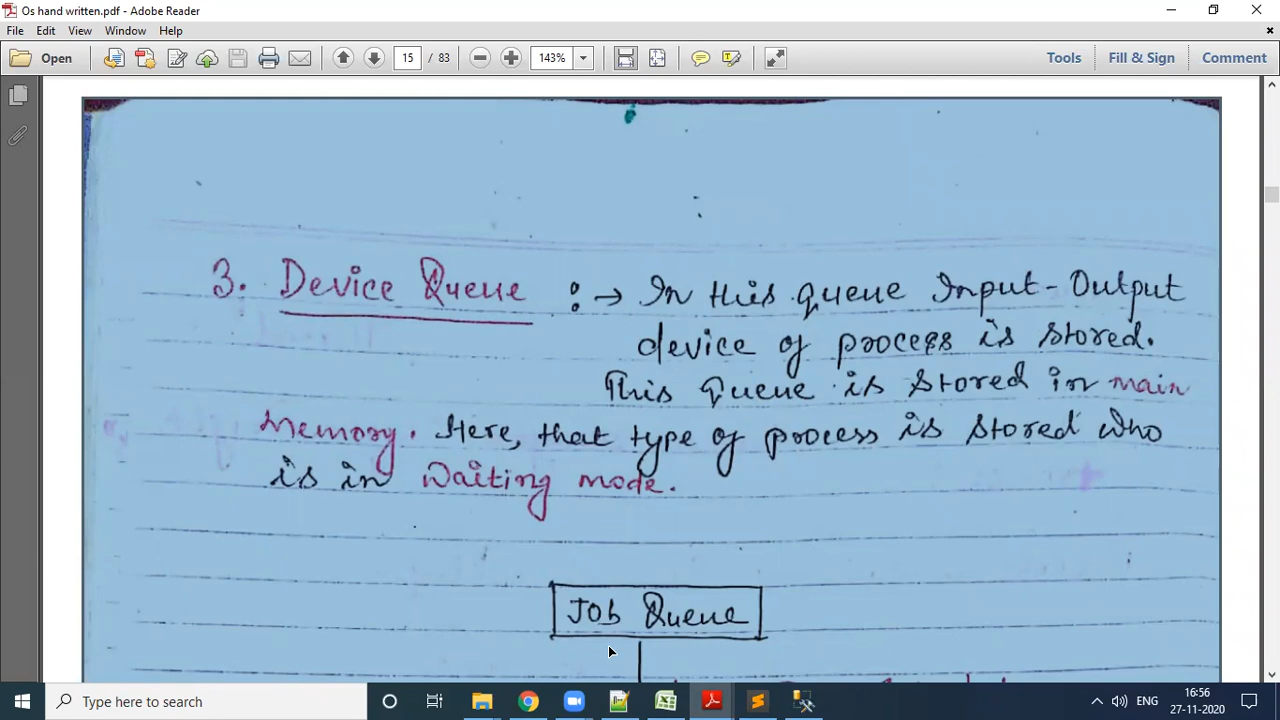 Os hand written.pdf - Adobe Reader
File Edit View Window Help
Open 15 / 83 143% Tools Fill & Sign Comment
3. Device Queue :→ In this queue Input-Output
device of process is stored.
This Queue is stored in main
Memory. Here, that type of process is stored who
is in Waiting mode.
Job Queue
Type here to search
ENG
16:56
27-11-2020